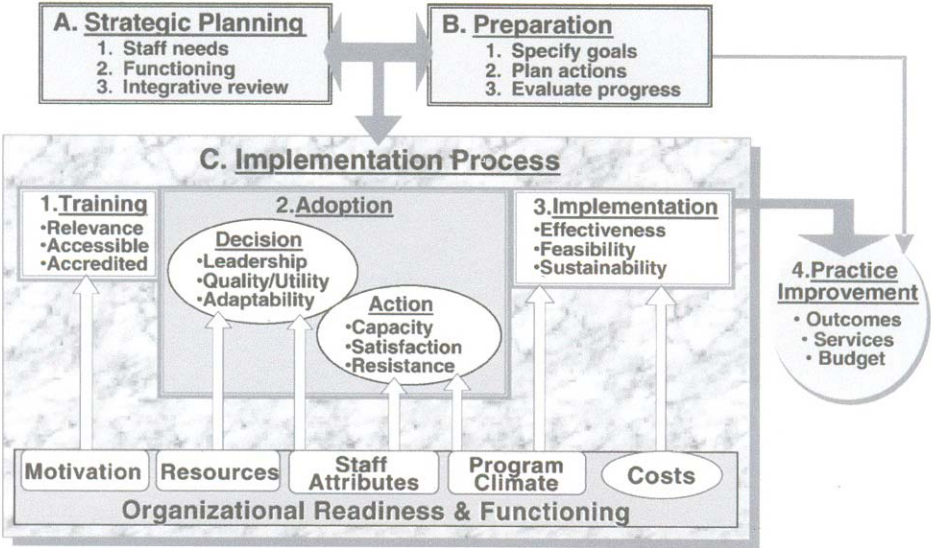 A. Strategic Planning
1. Staff needs
2. Functioning
3. Integrative review
B. Preparation
1. Specify goals
2. Plan actions
3. Evaluate progress
C. Implementation Process
1.Training
•Relevance
•Accessible
•Accredited
2.Adoption
Decision
•Leadership
•Quality/Utility
•Adaptability
Action
•Capacity
•Satisfaction
•Resistance
3.Implementation
•Effectiveness
•Feasibility
•Sustainability
4.Practice
Improvement
• Outcomes
• Services
• Budget
Motivation
Resources
Staff
Attributes
Program
Climate
Costs
Organizational Readiness & Functioning